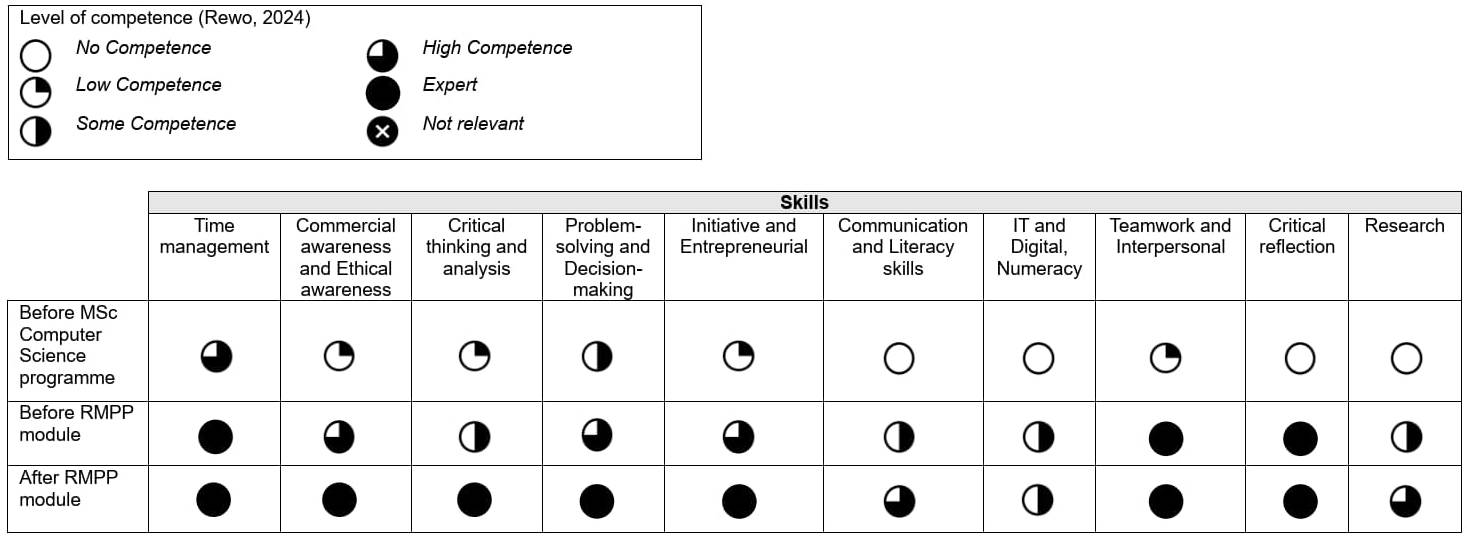 Level of competence (Rewo, 2024)
No Competence
High Competence
Low Competence
Expert
Some Competence
Not relevant
Skills
Time
management
Commercial
awareness
and Ethical
awareness
Critical
thinking and
analysis
Problem-
solving and
Decision-
making
Initiative and
Entrepreneurial
Communication
and Literacy
skills
IT and
Digital,
Numeracy
Teamwork and
Interpersonal
Critical
reflection
Research
Before MSc
Computer
Science
programme
Before RMPP
module
After RMPP
module